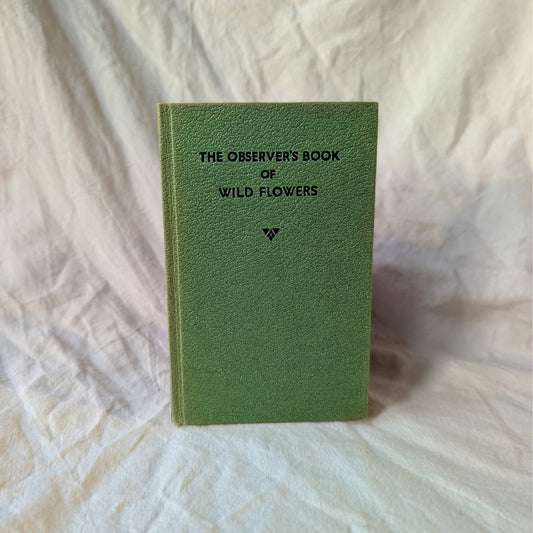 THE OBSERVER'S BOOK
OF
WILD FLOWERS